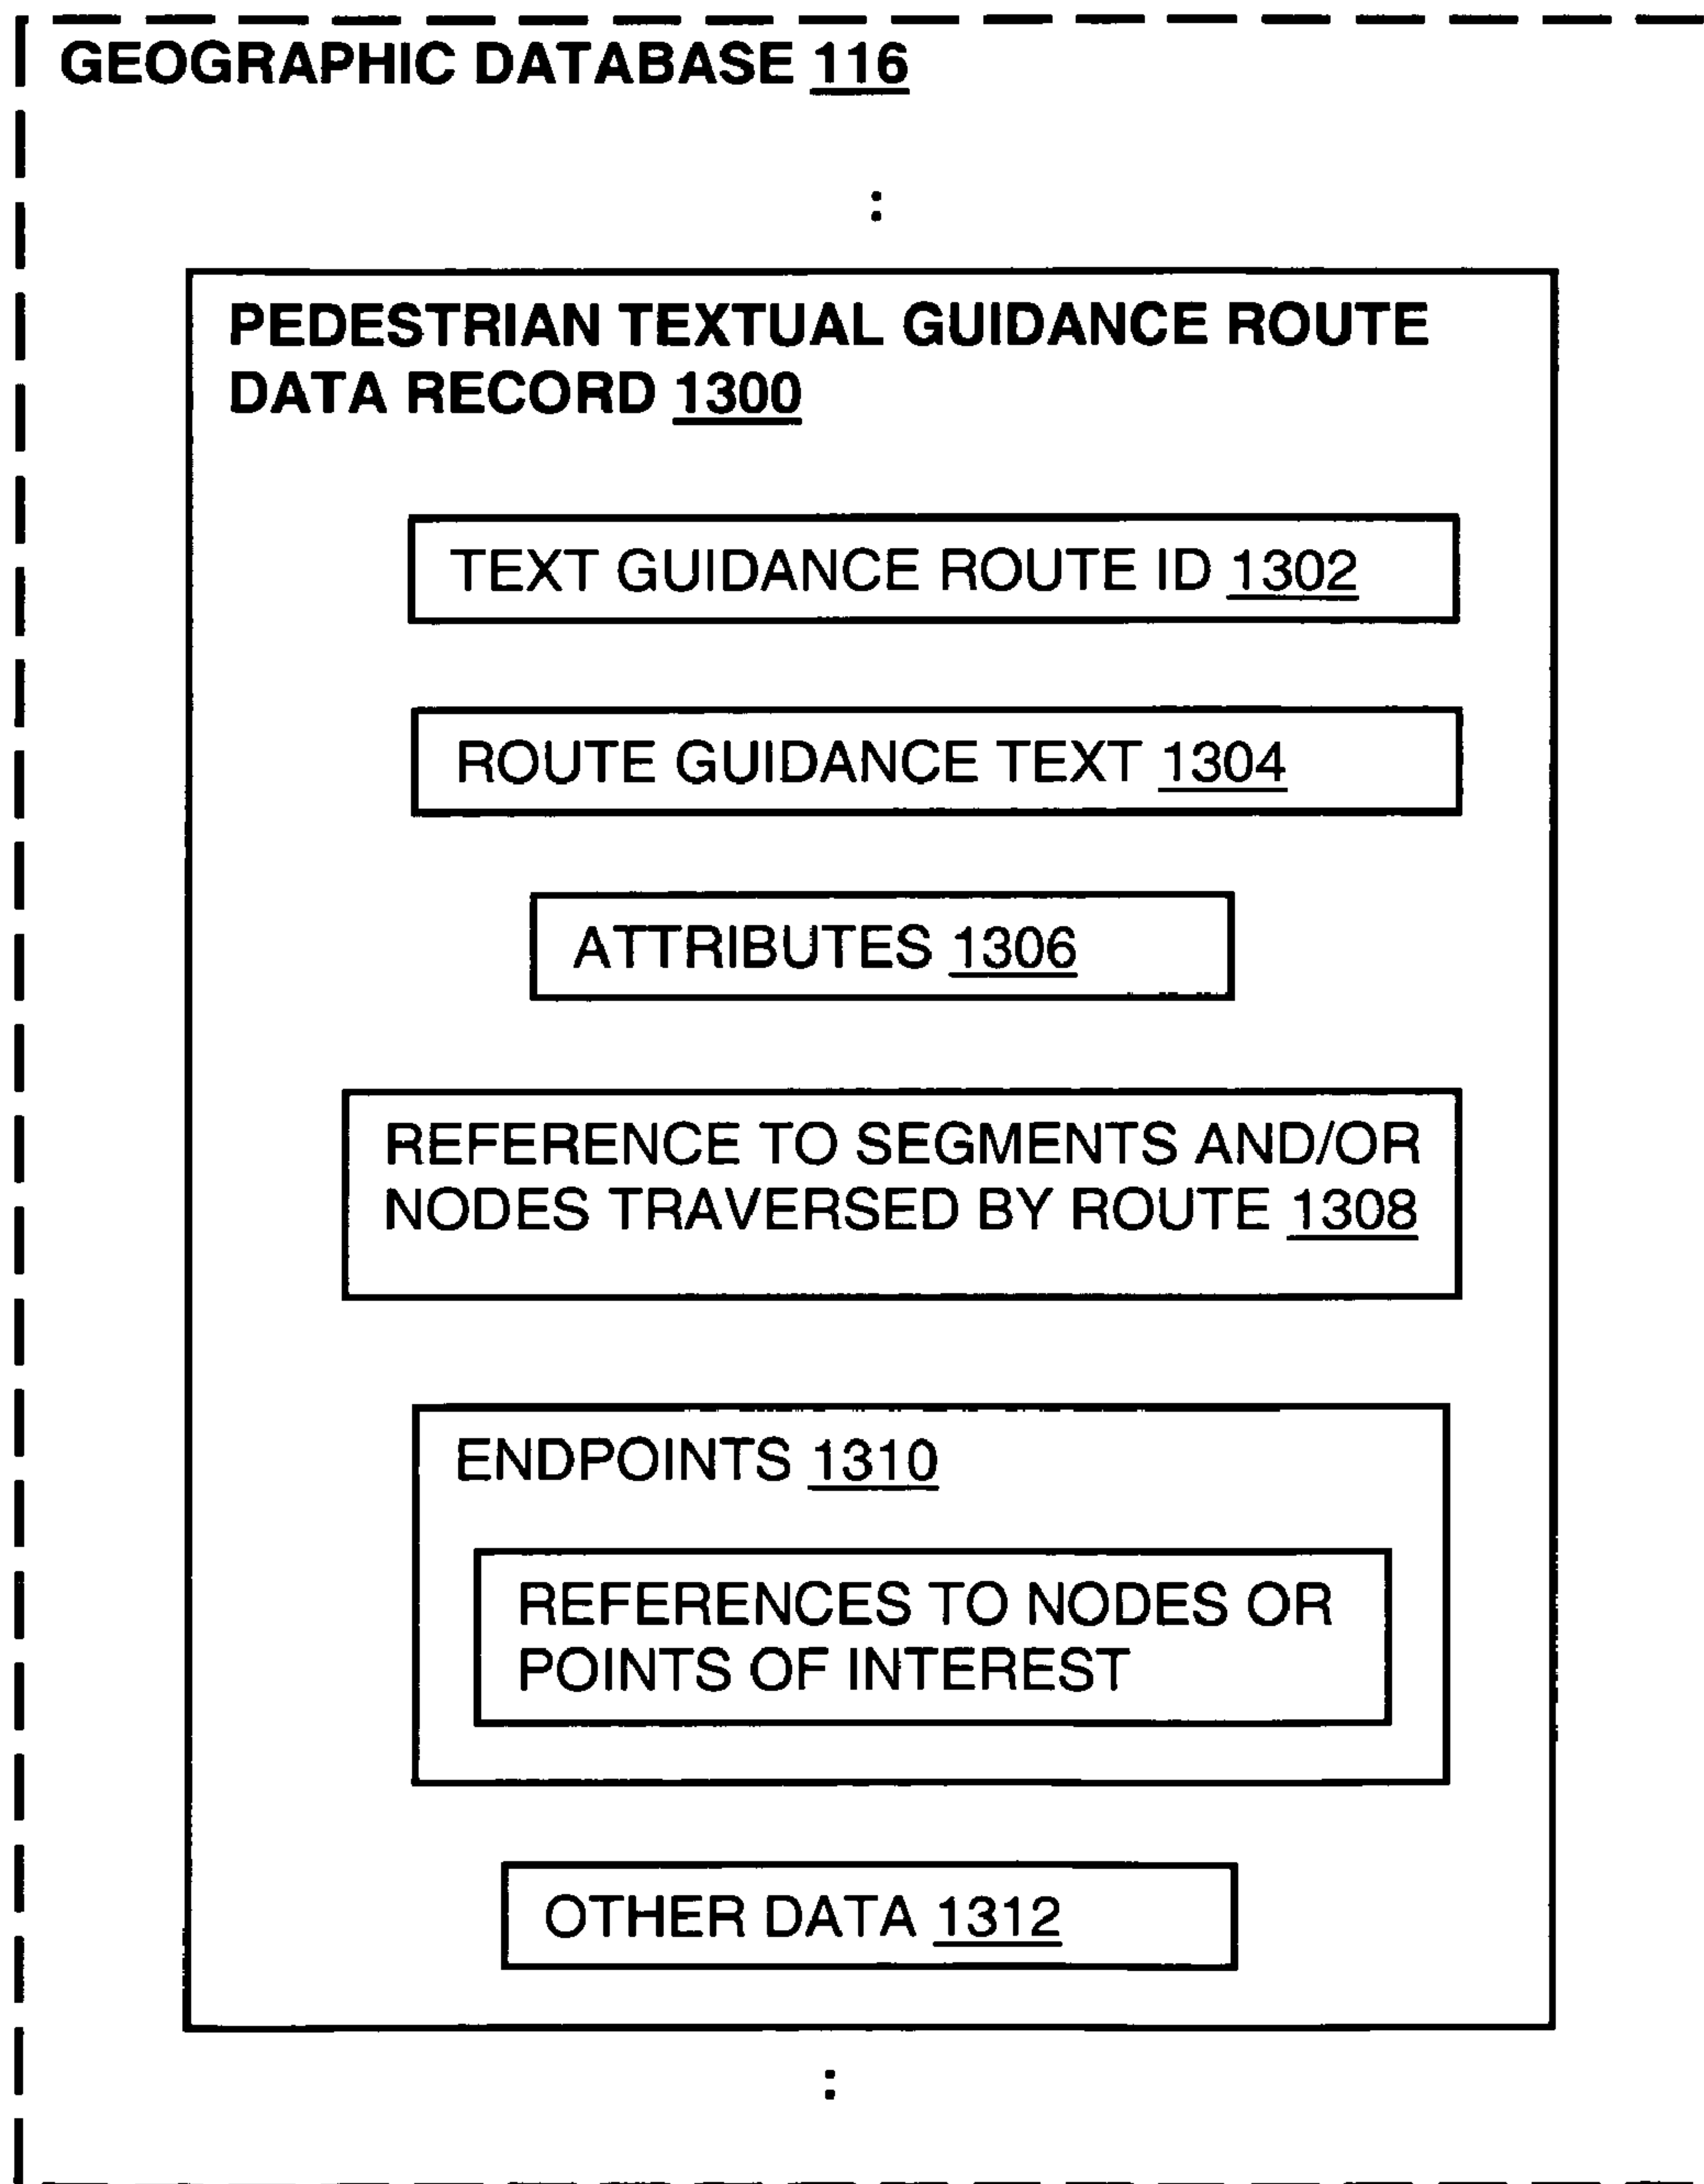 GEOGRAPHIC DATABASE 116
:
PEDESTRIAN TEXTUAL GUIDANCE ROUTE
DATA RECORD 1300
TEXT GUIDANCE ROUTE ID 1302
ROUTE GUIDANCE TEXT 1304
ATTRIBUTES 1306
REFERENCE TO SEGMENTS AND/OR
NODES TRAVERSED BY ROUTE 1308
ENDPOINTS 1310
REFERENCES TO NODES OR
POINTS OF INTEREST
OTHER DATA 1312
: